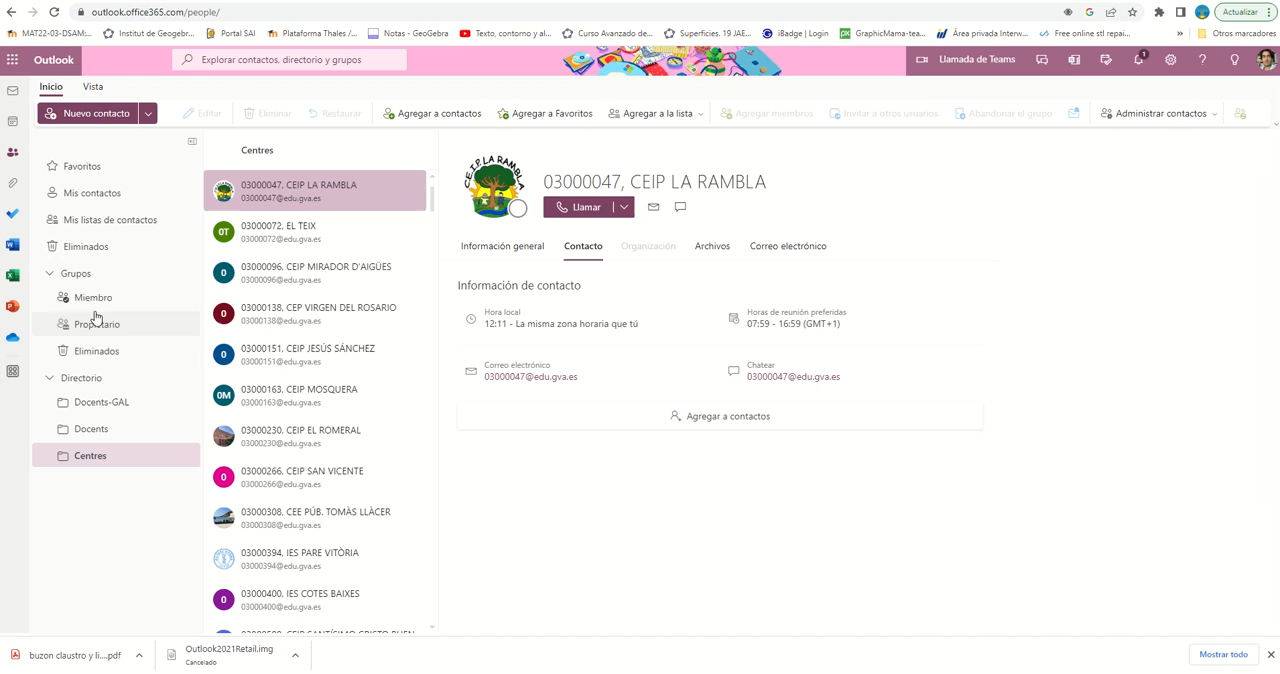 outlook.office365.com/people/
Actualizar
MAT22-03-DSAM:...
Institut de Geogebr...
Portal SAI
Plataforma Thales /...
Notas - GeoGebra
Texto, contorno y al...
Curso Avanzado de...
Superficies. 19 JAE...
iBadge | Login
GraphicMama-tea...
Área privada Interw...
Free online stl repai...
»
Otros marcadores
Outlook
Explorar contactos, directorio y grupos
Llamada de Teams
1
Inicio
Vista
Nuevo contacto
Editar
Eliminar
Restaurar
Agregar a contactos
Agregar a Favoritos
Agregar a la lista
Agregar miembros
Invitar a otros usuarios
Abandonar el grupo
Administrar contactos
Favoritos
Mis contactos
Mis listas de contactos
Eliminados
Grupos
Miembro
Propietario
Eliminados
Directorio
Docents-GAL
Docents
Centres
Centres
03000047, CEIP LA RAMBLA
03000047@edu.gva.es
0T
03000072, EL TEIX
03000072@edu.gva.es
0
03000096, CEIP MIRADOR D'AIGÜES
03000096@edu.gva.es
0
03000138, CEP VIRGEN DEL ROSARIO
03000138@edu.gva.es
0
03000151, CEIP JESÚS SÁNCHEZ
03000151@edu.gva.es
0M
03000163, CEIP MOSQUERA
03000163@edu.gva.es
03000230, CEIP EL ROMERAL
03000230@edu.gva.es
0
03000266, CEIP SAN VICENTE
03000266@edu.gva.es
03000308, CEE PÚB. TOMÀS LLÀCER
03000308@edu.gva.es
03000394, IES PARE VITÒRIA
03000394@edu.gva.es
0
03000400, IES COTES BAIXES
03000400@edu.gva.es
C.E.I.P. LA RAMBLA
03000047, CEIP LA RAMBLA
Llamar
Información general
Contacto
Organización
Archivos
Correo electrónico
Información de contacto
Hora local
12:11 - La misma zona horaria que tú
Horas de reunión preferidas
07:59 - 16:59 (GMT+1)
Correo electrónico
03000047@edu.gva.es
Chatear
03000047@edu.gva.es
Agregar a contactos
buzon claustro y li....pdf
Outlook2021Retail.img
Cancelado
Mostrar todo